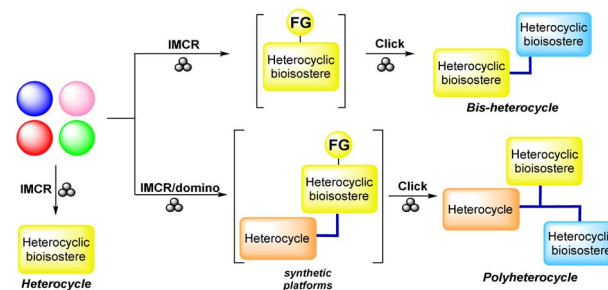 FG
IMCR
Heterocyclic
bioisostere
Click
Heterocyclic
bioisostere
Heterocyclic
bioisostere
Bis-heterocycle
IMCR
IMCR/domino
FG
Heterocyclic
bioisostere
Heterocycle
synthetic
platforms
Click
Heterocyclic
bioisostere
Heterocycle
Heterocyclic
bioisostere
Polyheterocycle
Heterocyclic
bioisostere
Heterocycle